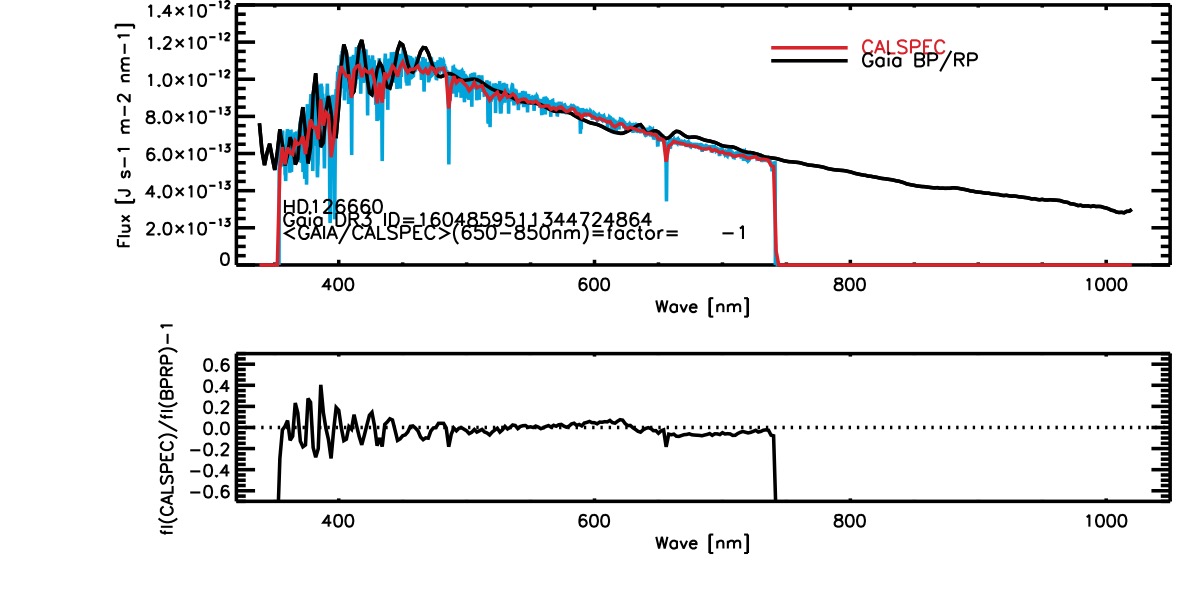 1.4×10−12
1.2×10−12
1.0×10−12
8.0×10−13
6.0×10−13
4.0×10−13
2.0×10−13
0
Flux [J s−1 m−2 nm−1]
CALSPEC
Gaia BP/RP
HD126660
Gaia DR3 ID=1604859511344724864
<GAIA/CALSPEC>(650−850nm)=factor= −1
400 600 800 1000
Wave [nm]
fl(CALSPEC)/fl(BPRP)−1
0.6
0.4
0.2
0.0
−0.2
−0.4
−0.6
400 600 800 1000
Wave [nm]